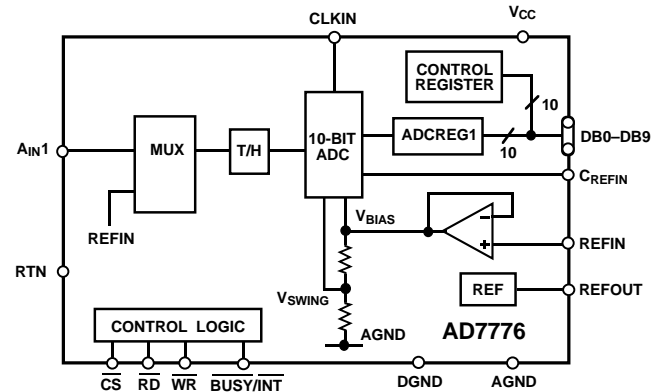 CLKIN
VCC
CONTROL
REGISTER
10
10-BIT
ADC
ADCREG1
10
DB0–DB9
AIN1
MUX
T/H
CREFIN
REFIN
VBIAS
–
+
REFIN
RTN
VSWING
REF
REFOUT
CONTROL LOGIC
AGND
AD7776
CS RD WR BUSY/INT
DGND
AGND